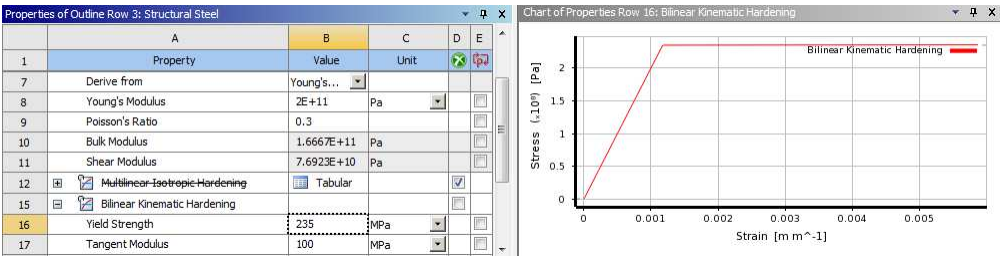 Properties of Outline Row 3: Structural Steel
A B C D E
1 Property Value Unit
7 Derive from Young's...
8 Young's Modulus 2E+11 Pa
9 Poisson's Ratio 0.3
10 Bulk Modulus 1.6667E+11 Pa
11 Shear Modulus 7.6923E+10 Pa
12 Multilinear Isotropic Hardening Tabular
15 Bilinear Kinematic Hardening
16 Yield Strength 235 MPa
17 Tangent Modulus 100 MPa
Chart of Properties Row 16: Bilinear Kinematic Hardening
Bilinear Kinematic Hardening
Stress (.10⁸) [Pa]
2
1.5
1
0.5
0
0 0.001 0.002 0.003 0.004 0.005
Strain [m m^-1]